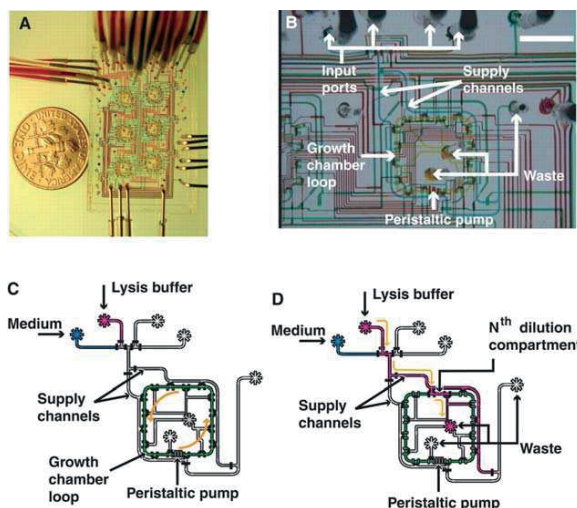 A
B
Input
ports
Supply
channels
Growth
chamber
loop
Waste
Peristaltic pump
C
Lysis buffer
Medium
Supply
channels
Growth chamber
loop
Peristaltic pump
D
Lysis buffer
Medium
Nth dilution
compartment
Supply
channels
Waste
Peristaltic pump